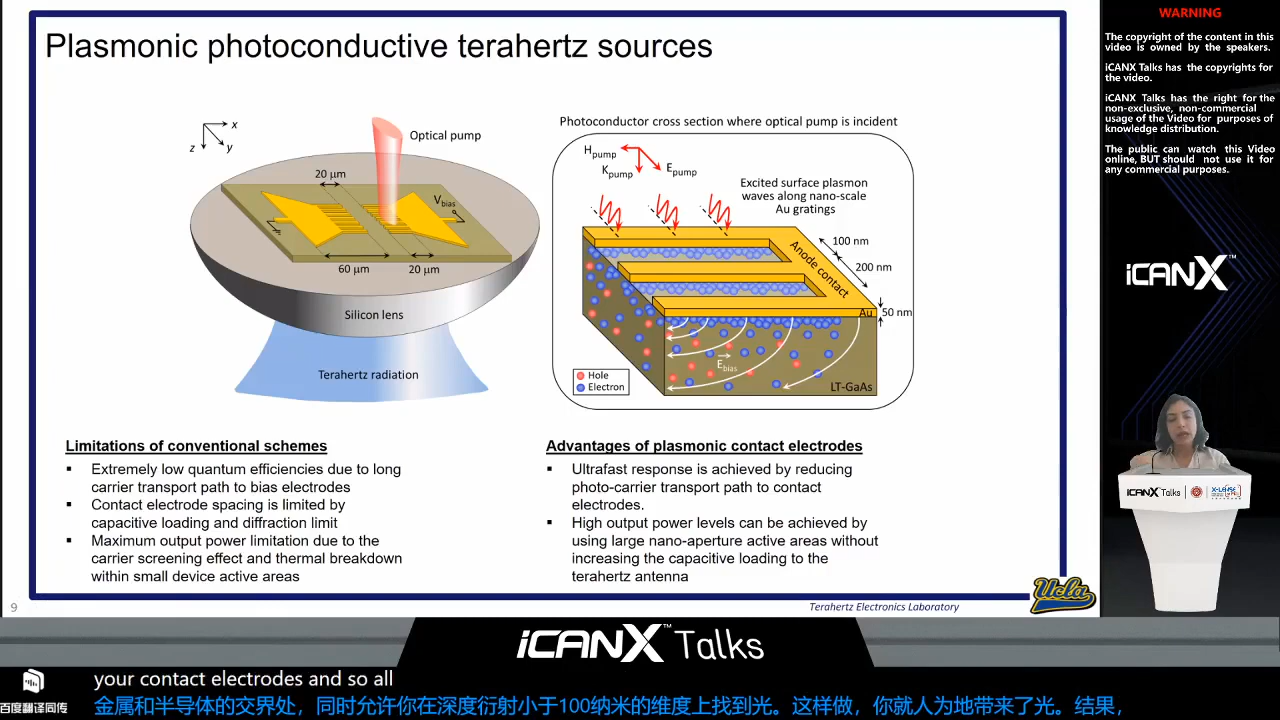 Plasmonic photoconductive terahertz sources
x
z
y
Optical pump
20 μm
Vbias
60 μm
20 μm
Silicon lens
Terahertz radiation
Photoconductor cross section where optical pump is incident
Hpump
Kpump
Epump
Excited surface plasmon
waves along nano-scale
Au gratings
100 nm
200 nm
Anode contact
Au
50 nm
Ebias
Hole
Electron
LT-GaAs
Limitations of conventional schemes
▪ Extremely low quantum efficiencies due to long
carrier transport path to bias electrodes
▪ Contact electrode spacing is limited by
capacitive loading and diffraction limit
▪ Maximum output power limitation due to the
carrier screening effect and thermal breakdown
within small device active areas
Advantages of plasmonic contact electrodes
▪ Ultrafast response is achieved by reducing
photo-carrier transport path to contact
electrodes.
▪ High output power levels can be achieved by
using large nano-aperture active areas without
increasing the capacitive loading to the
terahertz antenna
9
Terahertz Electronics Laboratory
Ucla
WARNING
The copyright of the content in this
video is owned by the speakers.
iCANX Talks has the copyrights for
the video.
iCANX Talks has the right for the
non-exclusive, non-commercial
usage of the Video for purposes of
knowledge distribution.
The public can watch this Video
online, BUT should not use it for
any commercial purposes.
iCANX™
iCANX Talks
iCANX™ Talks
百度翻译同传
your contact electrodes and so all
金属和半导体的交界处，同时允许你在深度衍射小于100纳米的维度上找到光。这样做，你就人为地带来了光。结果，